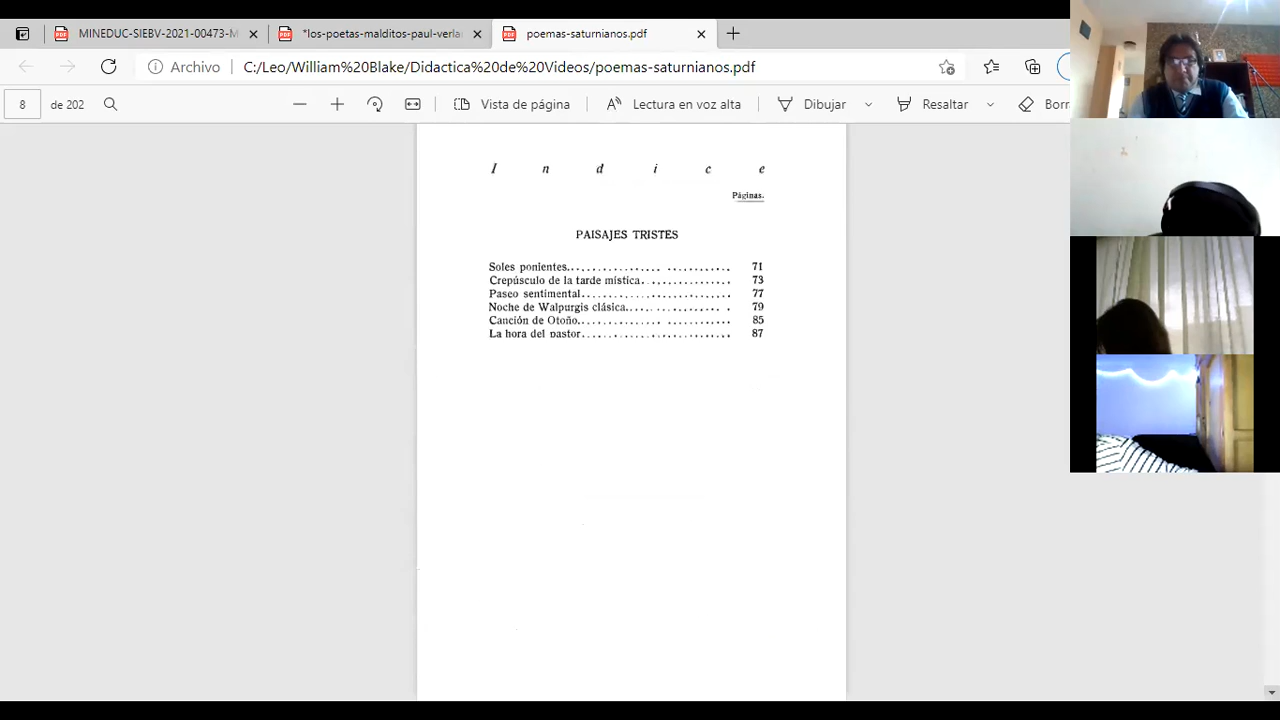 MINEDUC-SIEBV-2021-00473-M
*los-poetas-malditos-paul-verla
poemas-saturnianos.pdf
Archivo
C:/Leo/William%20Blake/Didactica%20de%20Videos/poemas-saturnianos.pdf
8 de 202
Vista de página
Lectura en voz alta
Dibujar
Resaltar
Borr
I n d i c e
Páginas.
PAISAJES TRISTES
Soles ponientes 71
Crepúsculo de la tarde mística 73
Paseo sentimental 77
Noche de Walpurgis clásica 79
Canción de Otoño 85
La hora del pastor 87